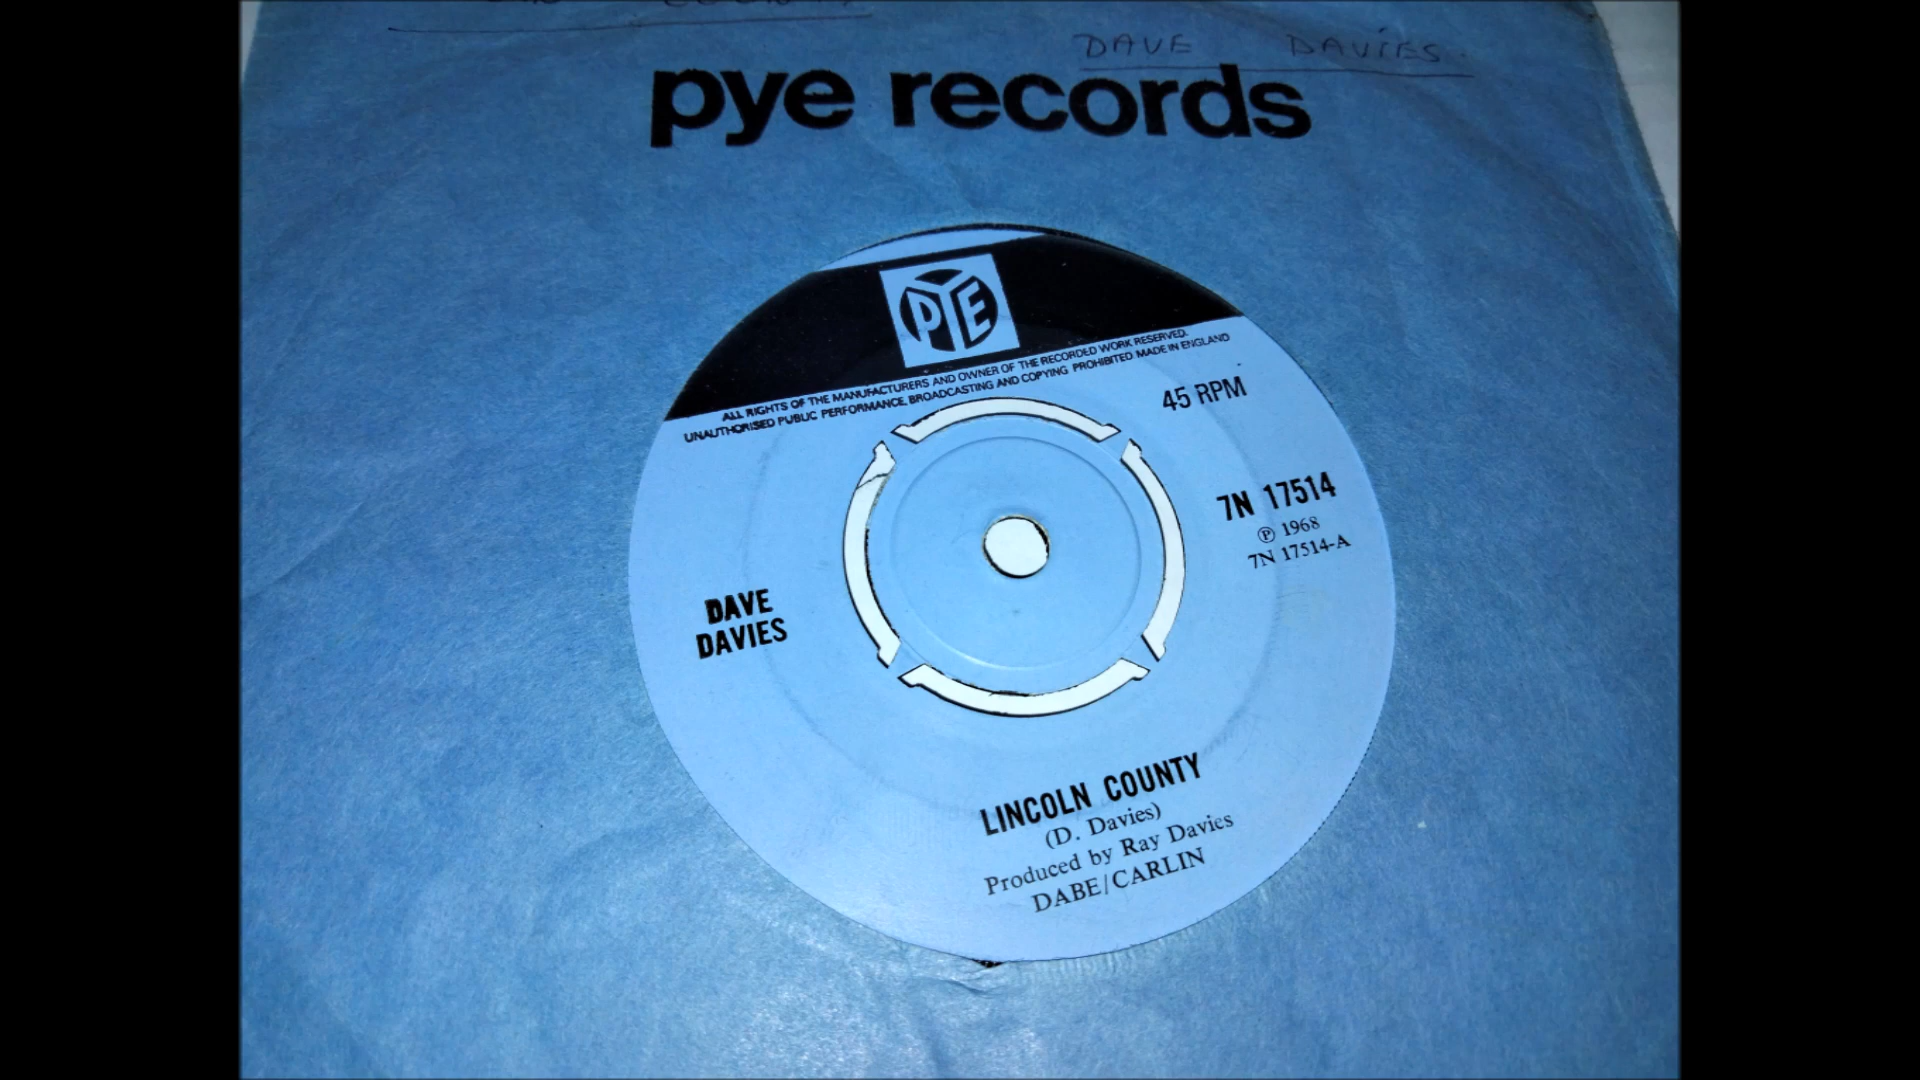 COUNTY
DAVE DAVIES.
pye records
PYE
ALL RIGHTS OF THE MANUFACTURERS AND OWNER OF THE RECORDED WORK RESERVED.
UNAUTHORISED PUBLIC PERFORMANCE, BROADCASTING AND COPYING PROHIBITED MADE IN ENGLAND
45 RPM
7N 17514
℗ 1968
7N 17514-A
DAVE
DAVIES
LINCOLN COUNTY
(D. Davies)
Produced by Ray Davies
DABE/CARLIN